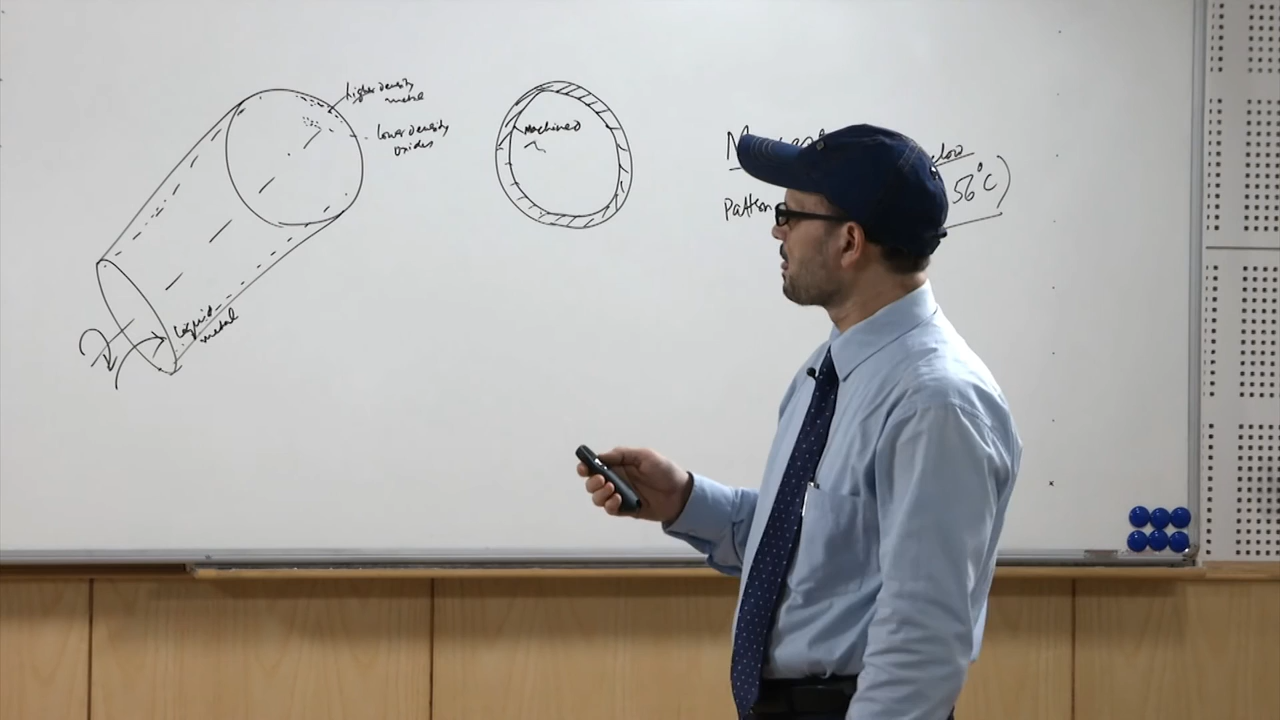 higher density
metal
lower density
oxides
Machined
Liquid
metal
Pattern
56°C)